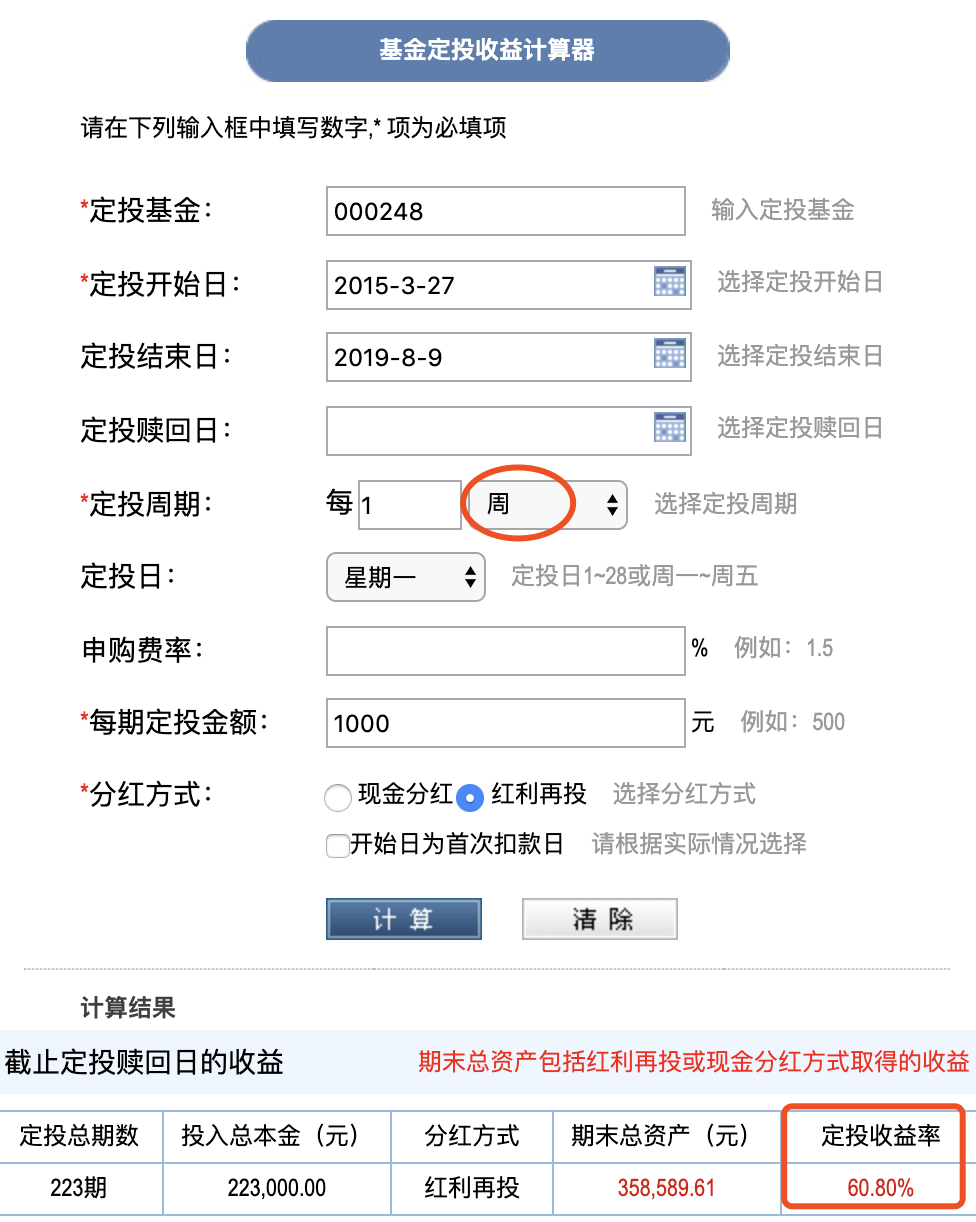 基金定投收益计算器
请在下列输入框中填写数字,* 项为必填项
*定投基金: 000248 输入定投基金
*定投开始日: 2015-3-27 选择定投开始日
定投结束日: 2019-8-9 选择定投结束日
定投赎回日: 选择定投赎回日
*定投周期: 每 1 周 选择定投周期
定投日: 星期一 定投日1~28或周一~周五
申购费率: % 例如: 1.5
*每期定投金额: 1000 元 例如: 500
*分红方式: 现金分红 红利再投 选择分红方式
开始日为首次扣款日 请根据实际情况选择
计 算 清 除
计算结果
截止定投赎回日的收益 期末总资产包括红利再投或现金分红方式取得的收益
定投总期数 投入总本金（元） 分红方式 期末总资产（元） 定投收益率
223期 223,000.00 红利再投 358,589.61 60.80%